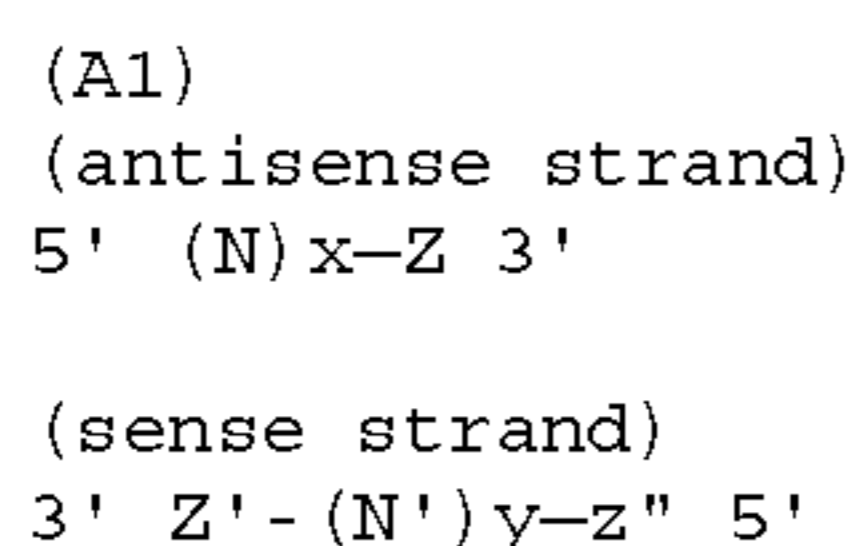 (A1)
(antisense strand)
5' (N)x—Z 3'
(sense strand)
3' Z'-(N')y—z" 5'